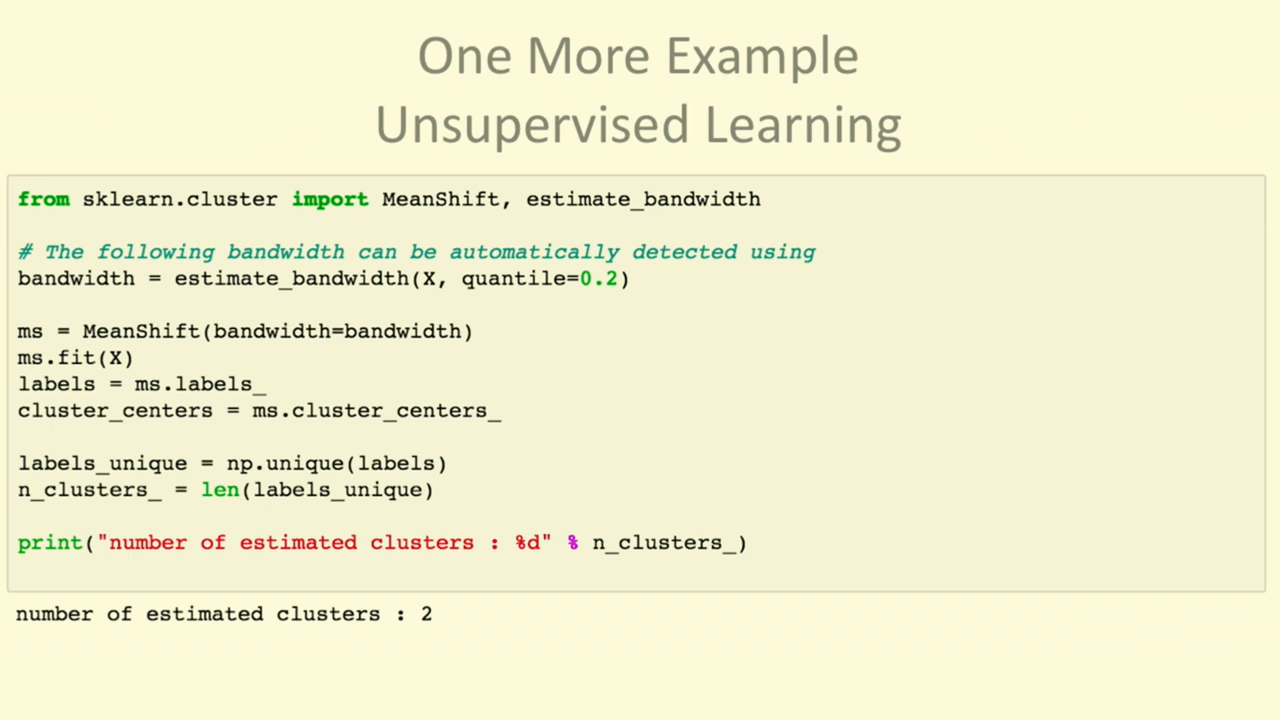 One More Example
Unsupervised Learning
from sklearn.cluster import MeanShift, estimate_bandwidth
# The following bandwidth can be automatically detected using
bandwidth = estimate_bandwidth(X, quantile=0.2)
ms = MeanShift(bandwidth=bandwidth)
ms.fit(X)
labels = ms.labels_
cluster_centers = ms.cluster_centers_
labels_unique = np.unique(labels)
n_clusters_ = len(labels_unique)
print("number of estimated clusters : %d" % n_clusters_)
number of estimated clusters : 2